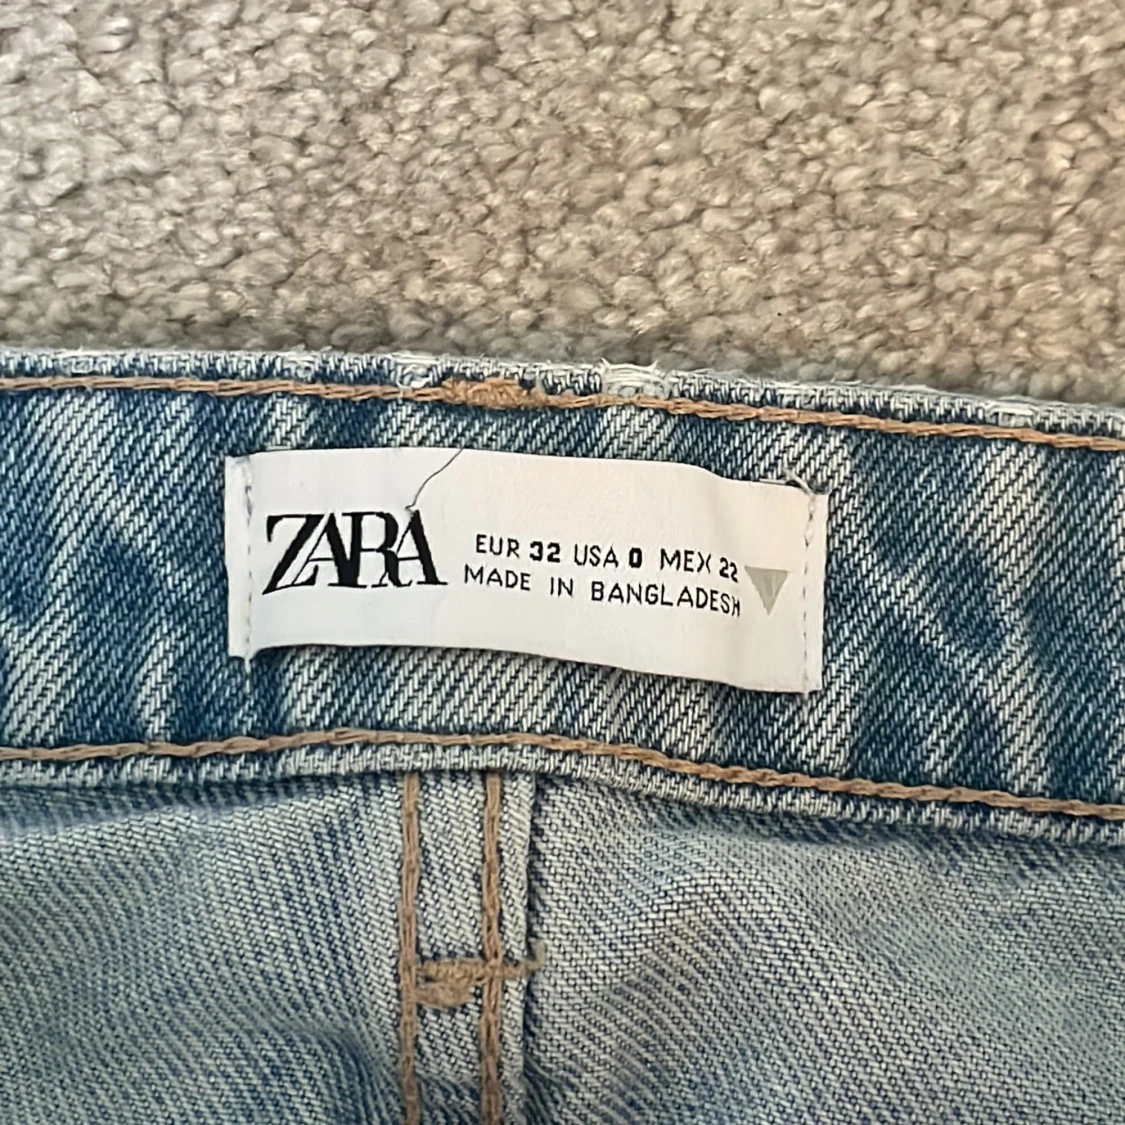 ZARA
EUR 32 USA 0 MEX 22
MADE IN BANGLADESH